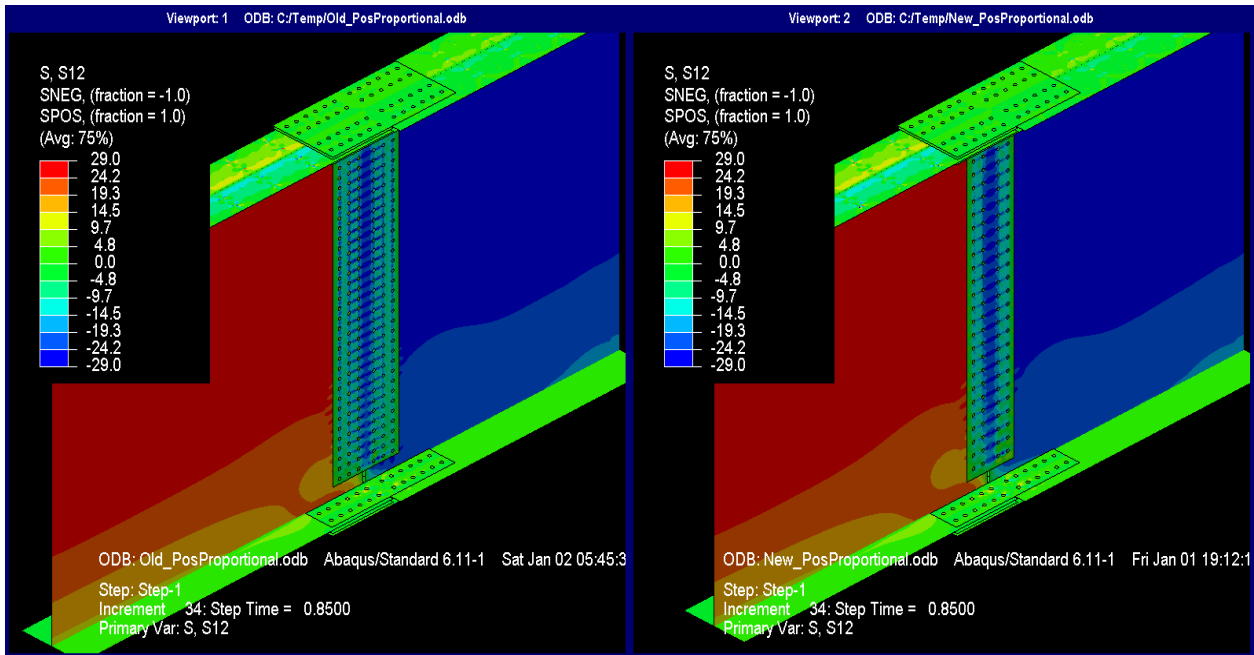 Viewport: 1 ODB: C:/Temp/Old_PosProportional.odb
S, S12
SNEG, (fraction = -1.0)
SPOS, (fraction = 1.0)
(Avg: 75%)
29.0
24.2
19.3
14.5
9.7
4.8
0.0
-4.8
-9.7
-14.5
-19.3
-24.2
-29.0
ODB: Old_PosProportional.odb Abaqus/Standard 6.11-1 Sat Jan 02 05:45:3
Step: Step-1
Increment 34: Step Time = 0.8500
Primary Var: S, S12
Viewport: 2 ODB: C:/Temp/New_PosProportional.odb
S, S12
SNEG, (fraction = -1.0)
SPOS, (fraction = 1.0)
(Avg: 75%)
29.0
24.2
19.3
14.5
9.7
4.8
0.0
-4.8
-9.7
-14.5
-19.3
-24.2
-29.0
ODB: New_PosProportional.odb Abaqus/Standard 6.11-1 Fri Jan 01 19:12:1
Step: Step-1
Increment 34: Step Time = 0.8500
Primary Var: S, S12